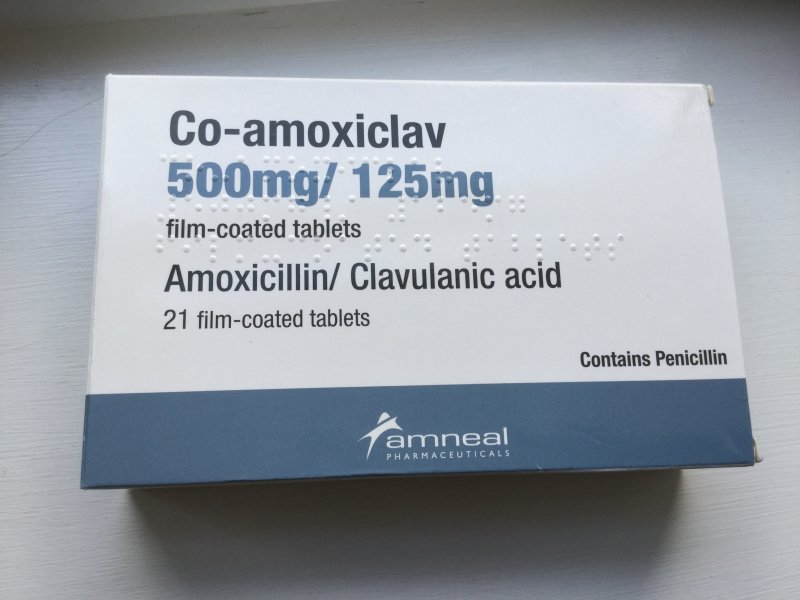 Co-amoxiclav
500mg/ 125mg
film-coated tablets
Amoxicillin/ Clavulanic acid
21 film-coated tablets
Contains Penicillin
amneal
PHARMACEUTICALS